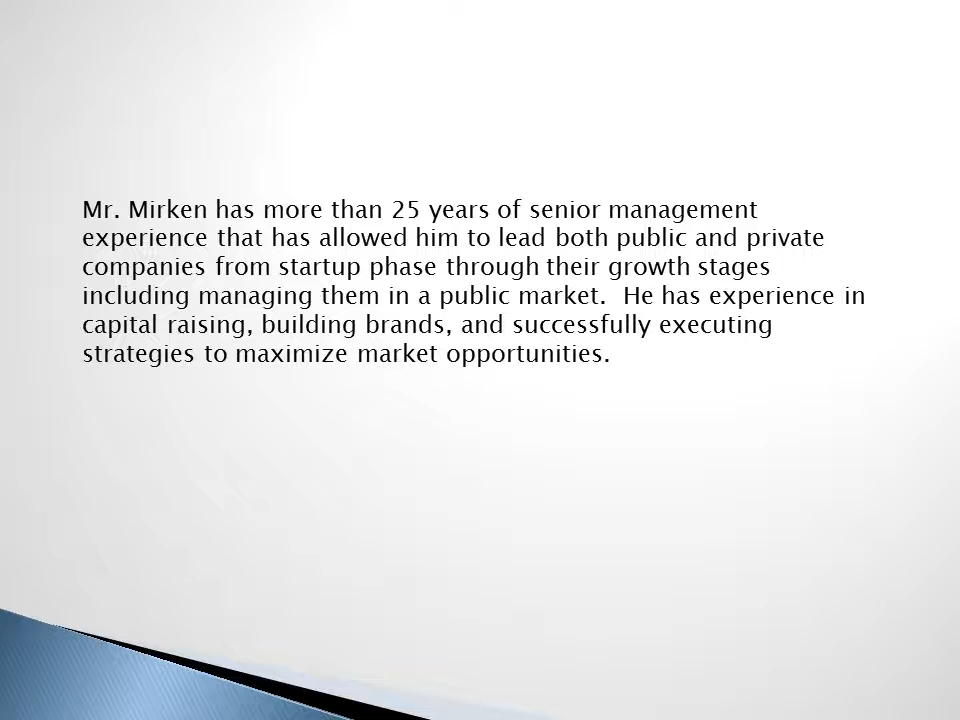 Mr. Mirken has more than 25 years of senior management
experience that has allowed him to lead both public and private
companies from startup phase through their growth stages
including managing them in a public market.  He has experience in
capital raising, building brands, and successfully executing
strategies to maximize market opportunities.